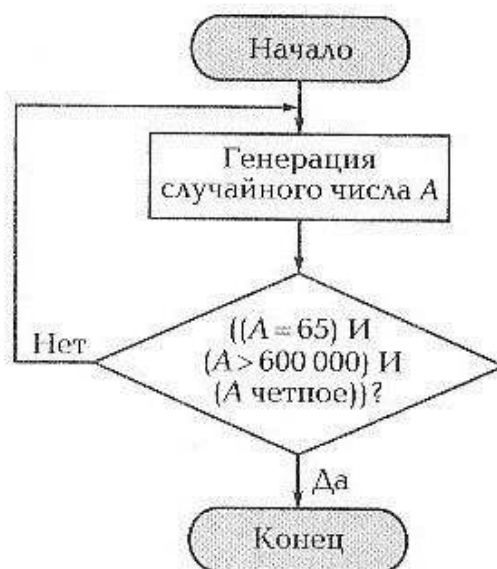 Начало
Генерация
случайного числа A
((A = 65) И
(A > 600 000) И
(A четное))?
Нет
Да
Конец